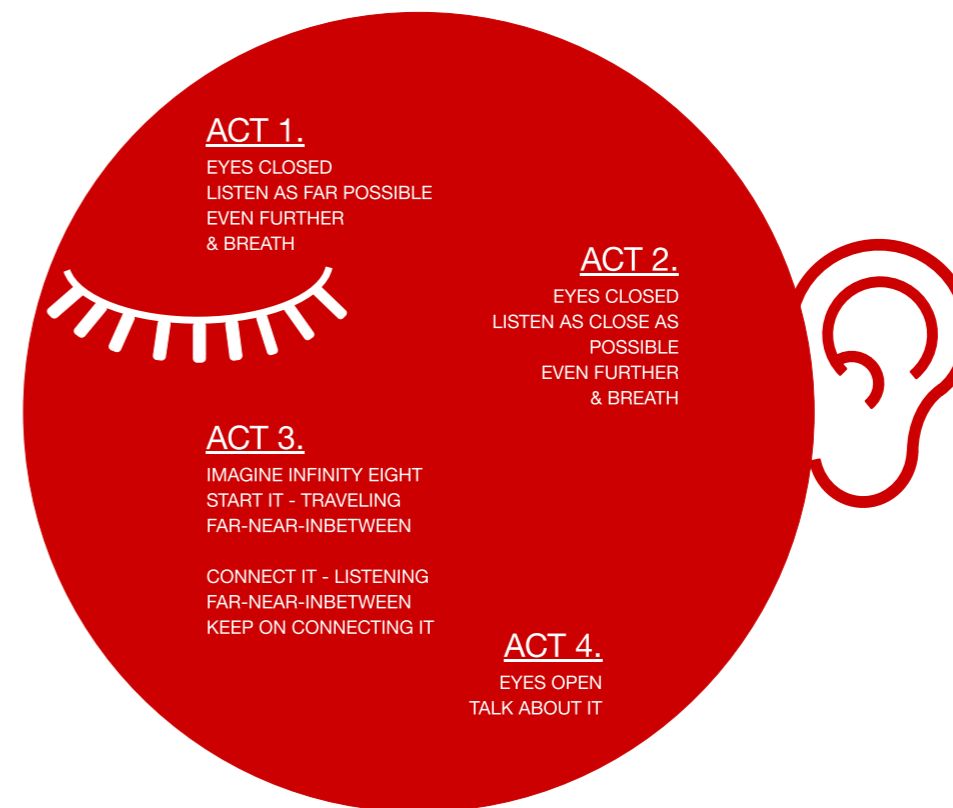 ACT 1.
EYES CLOSED
LISTEN AS FAR POSSIBLE
EVEN FURTHER
& BREATH
ACT 2.
EYES CLOSED
LISTEN AS CLOSE AS
POSSIBLE
EVEN FURTHER
& BREATH
ACT 3.
IMAGINE INFINITY EIGHT
START IT - TRAVELING
FAR-NEAR-INBETWEEN
CONNECT IT - LISTENING
FAR-NEAR-INBETWEEN
KEEP ON CONNECTING IT
ACT 4.
EYES OPEN
TALK ABOUT IT